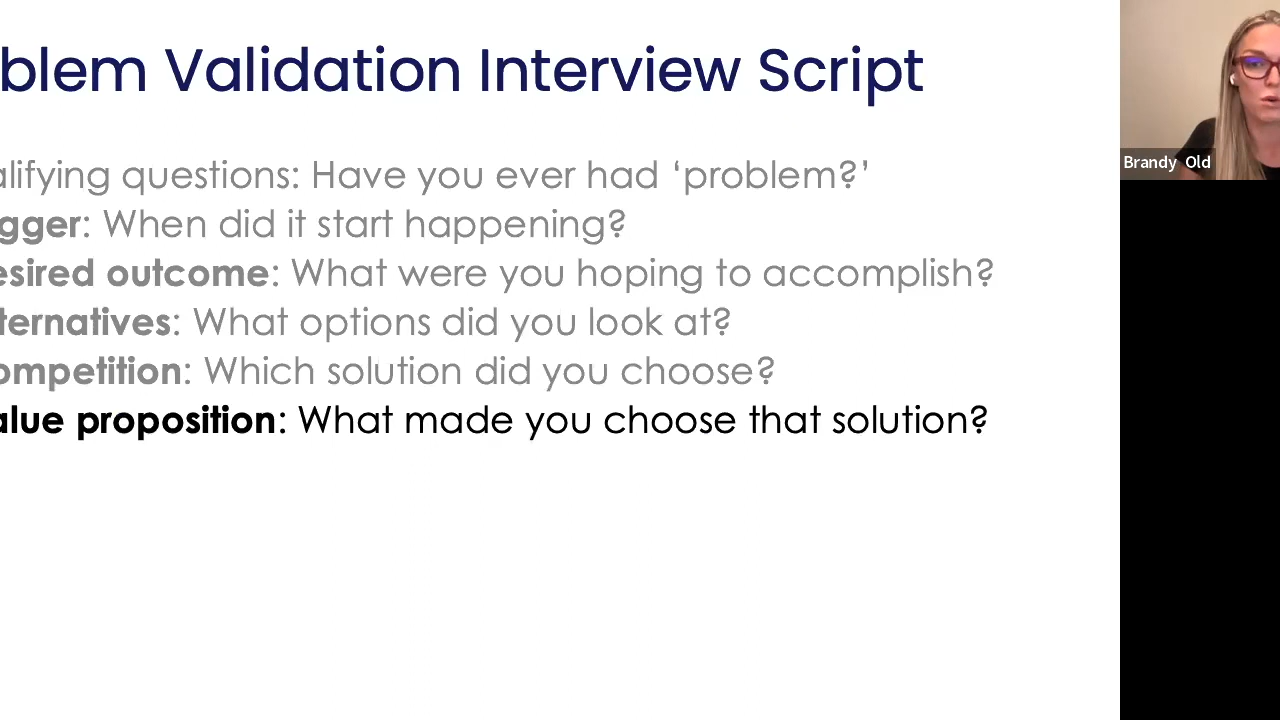 blem Validation Interview Script
alifying questions: Have you ever had ‘problem?’
gger: When did it start happening?
esired outcome: What were you hoping to accomplish?
ternatives: What options did you look at?
ompetition: Which solution did you choose?
alue proposition: What made you choose that solution?
Brandy Old